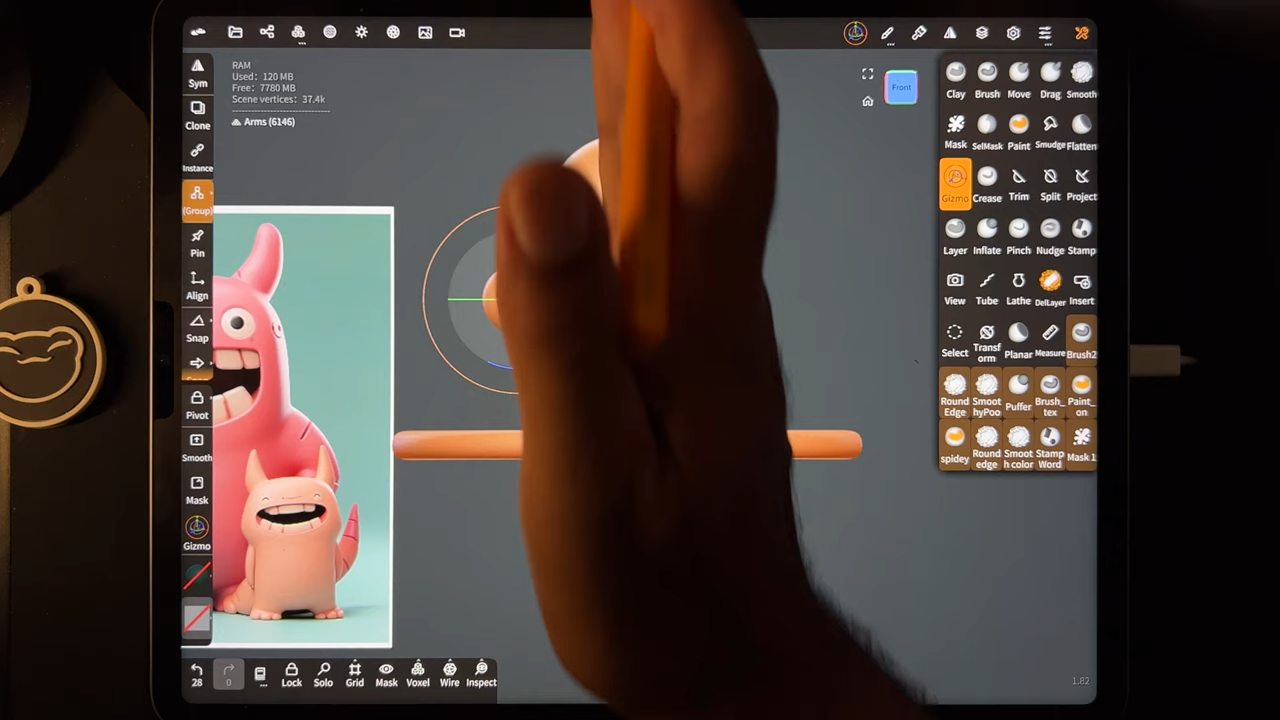 RAM
Used: 120 MB
Free: 7780 MB
Scene vertices: 37.4k
Arms (6146)
Front
Sym
Clone
Instance
(Group)
Pin
Align
Snap
Pivot
Smooth
Mask
Gizmo
Clay Brush Move Drag Smooth
Mask SelMask Paint Smudge Flatten
Gizmo Crease Trim Split Project
Layer Inflate Pinch Nudge Stamp
View Tube Lathe DelLayer Insert
Select Transf orm Planar Measure Brush2
Round Edge Smoo thyPoo Puffer Brush_ tex Paint_ on
spidey Round edge Smoot h color Stamp Word Mask 1
28 0 Lock Solo Grid Mask Voxel Wire Inspect
1.82